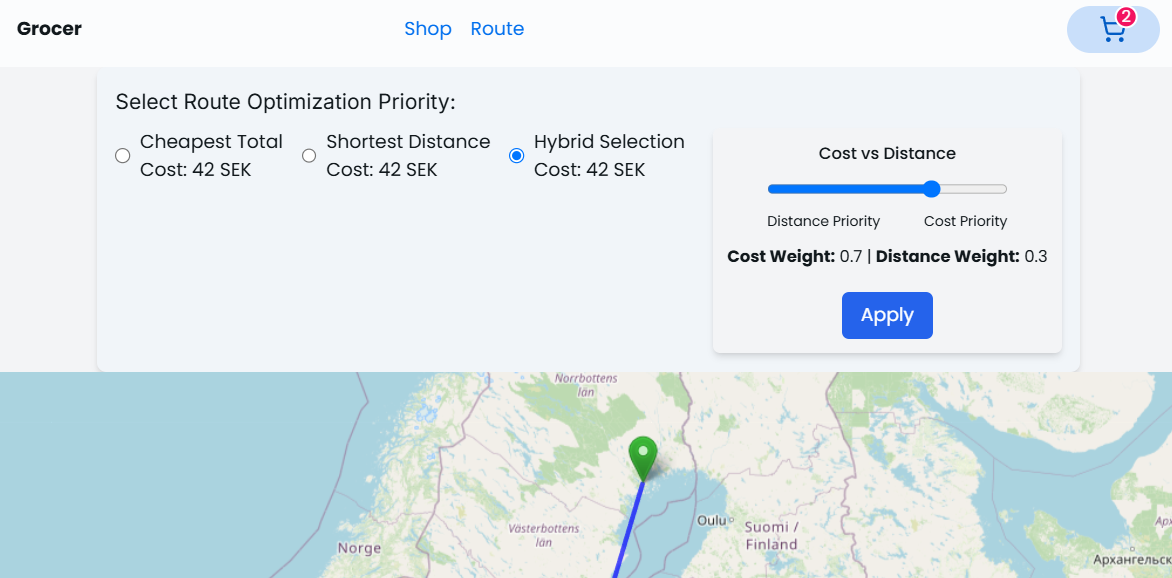 Grocer
Shop Route
2
Select Route Optimization Priority:
Cheapest Total
Cost: 42 SEK
Shortest Distance
Cost: 42 SEK
Hybrid Selection
Cost: 42 SEK
Cost vs Distance
Distance Priority Cost Priority
Cost Weight: 0.7 | Distance Weight: 0.3
Apply
Norrbottens
län
Västerbottens
län
Norge
Oulu
Suomi /
Finland
Архангельск